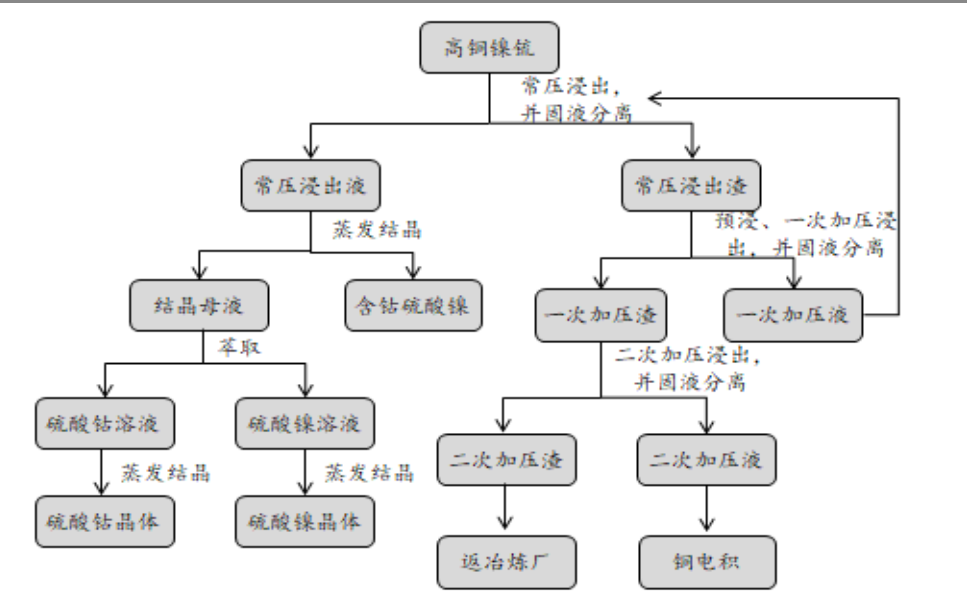 高铜镍锍
常压浸出，
并固液分离
常压浸出液
常压浸出渣
蒸发结晶
预浸、一次加压浸
出，并固液分离
结晶母液
含钴硫酸镍
一次加压渣
一次加压液
萃取
二次加压浸出，
并固液分离
硫酸钴溶液
硫酸镍溶液
二次加压渣
二次加压液
蒸发结晶
蒸发结晶
硫酸钴晶体
硫酸镍晶体
返冶炼厂
铜电积